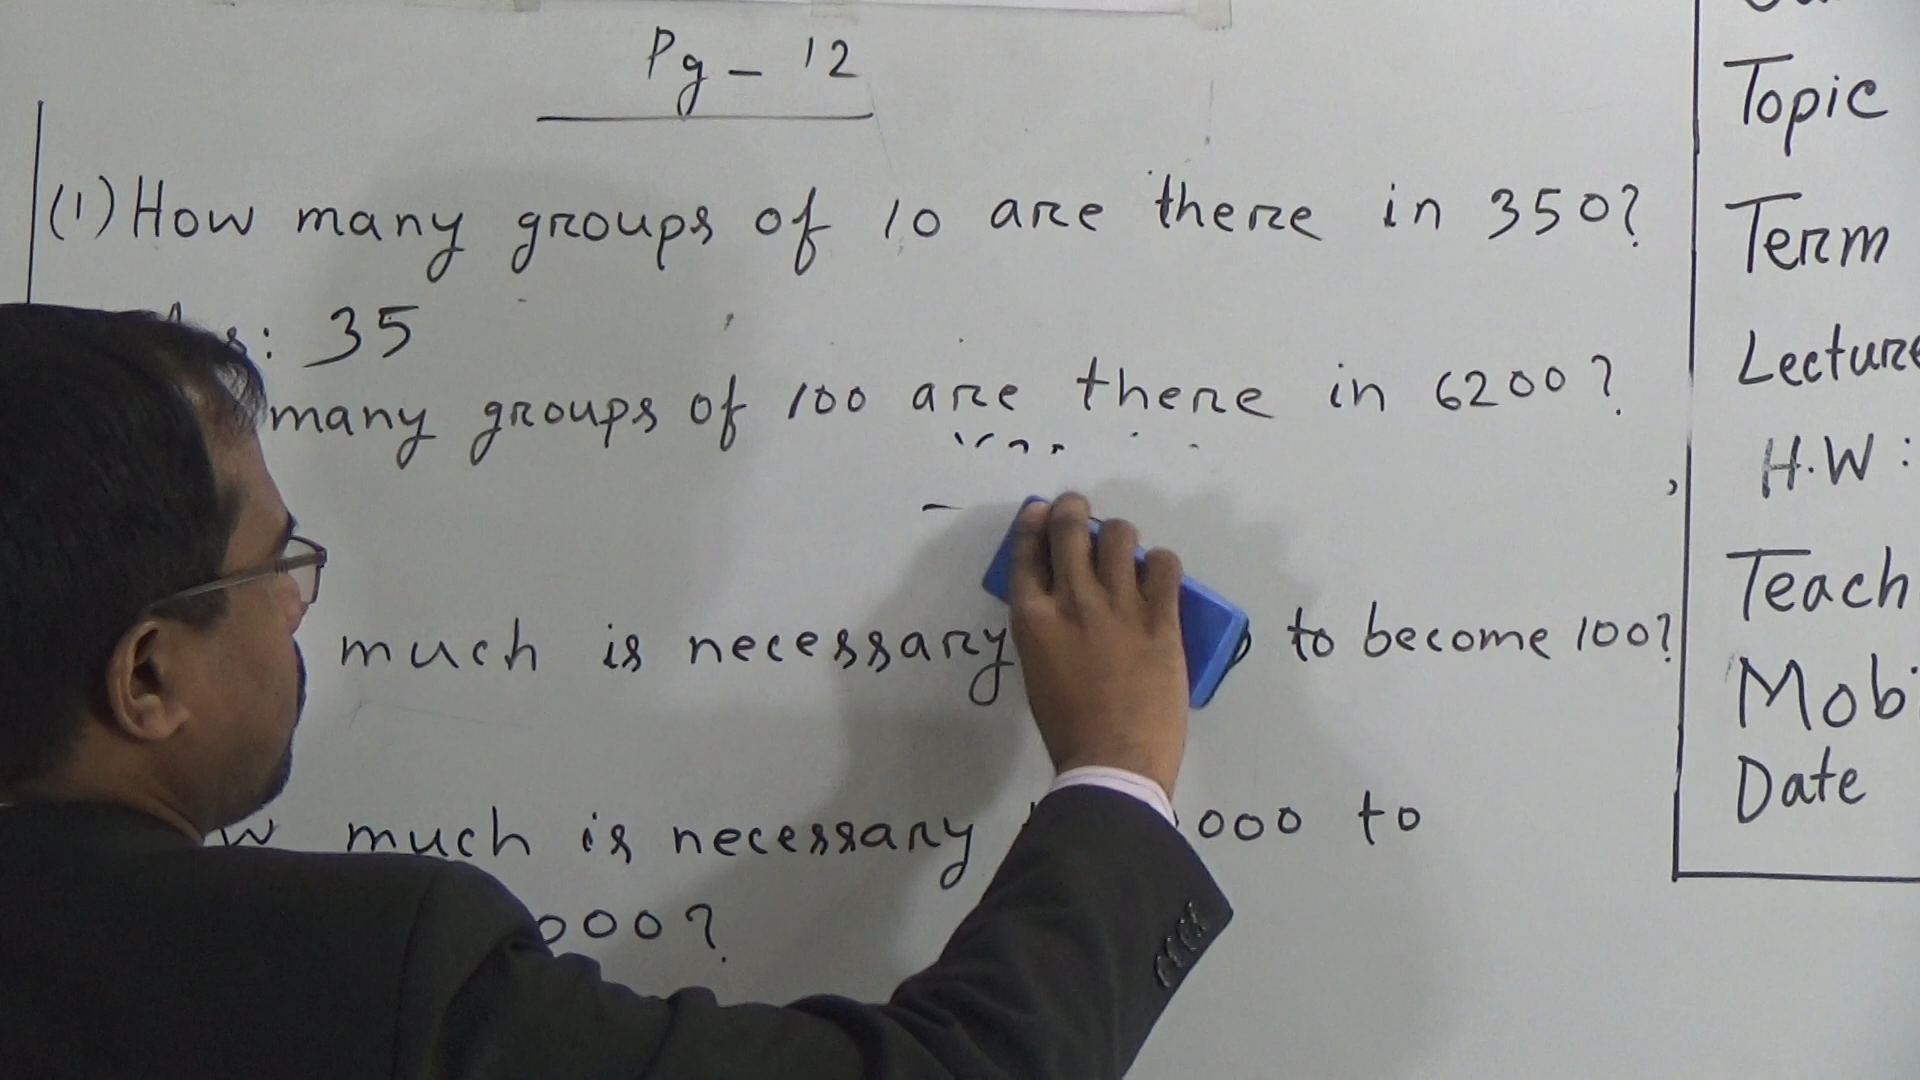 Pg - 12
(1) How many groups of 10 are there in 350?
: 35
many groups of 100 are there in 6200?
much is necessary to become 100?
much is necessary 000 to
000?
Topic
Term
Lecture
H.W :
Teach
Mobi
Date